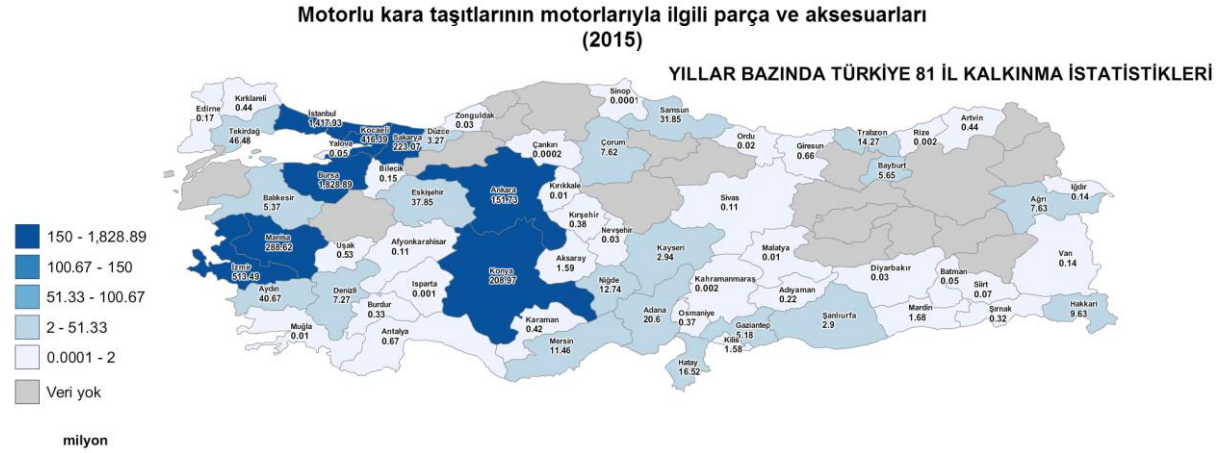 Motorlu kara taşıtlarının motorlarıyla ilgili parça ve aksesuarları
(2015)
YILLAR BAZINDA TÜRKİYE 81 İL KALKINMA İSTATİSTİKLERİ
Edirne
0.17
Kırklareli
0.44
Tekirdağ
46.48
İstanbul
1,417.93
Yalova
0.05
Kocaeli
416.39
Sakarya
223.07
Düzce
3.27
Zonguldak
0.03
Bursa
1,828.89
Bilecik
0.15
Balıkesir
5.37
Eskişehir
37.85
Ankara
151.73
Çankırı
0.0002
Kırıkkale
0.01
Çorum
7.62
Sinop
0.0001
Samsun
31.85
Ordu
0.02
Giresun
0.66
Trabzon
14.27
Rize
0.002
Artvin
0.44
Bayburt
5.65
Iğdır
0.14
Ağrı
7.63
Van
0.14
Hakkari
9.63
Şırnak
0.32
Siirt
0.07
Batman
0.05
Mardin
1.68
Diyarbakır
0.03
Şanlıurfa
2.9
Adıyaman
0.22
Malatya
0.01
Sivas
0.11
Kahramanmaraş
0.002
Gaziantep
5.18
Kilis
1.58
Osmaniye
0.37
Hatay
16.52
Adana
20.6
Kayseri
2.94
Niğde
12.74
Nevşehir
0.03
Kırşehir
0.38
Aksaray
1.59
Konya
208.97
Karaman
0.42
Mersin
11.46
Antalya
0.67
Isparta
0.001
Burdur
0.33
Afyonkarahisar
0.11
Uşak
0.53
Denizli
7.27
Muğla
0.01
Aydın
40.67
İzmir
513.49
Manisa
288.62
150 - 1,828.89
100.67 - 150
51.33 - 100.67
2 - 51.33
0.0001 - 2
Veri yok
milyon